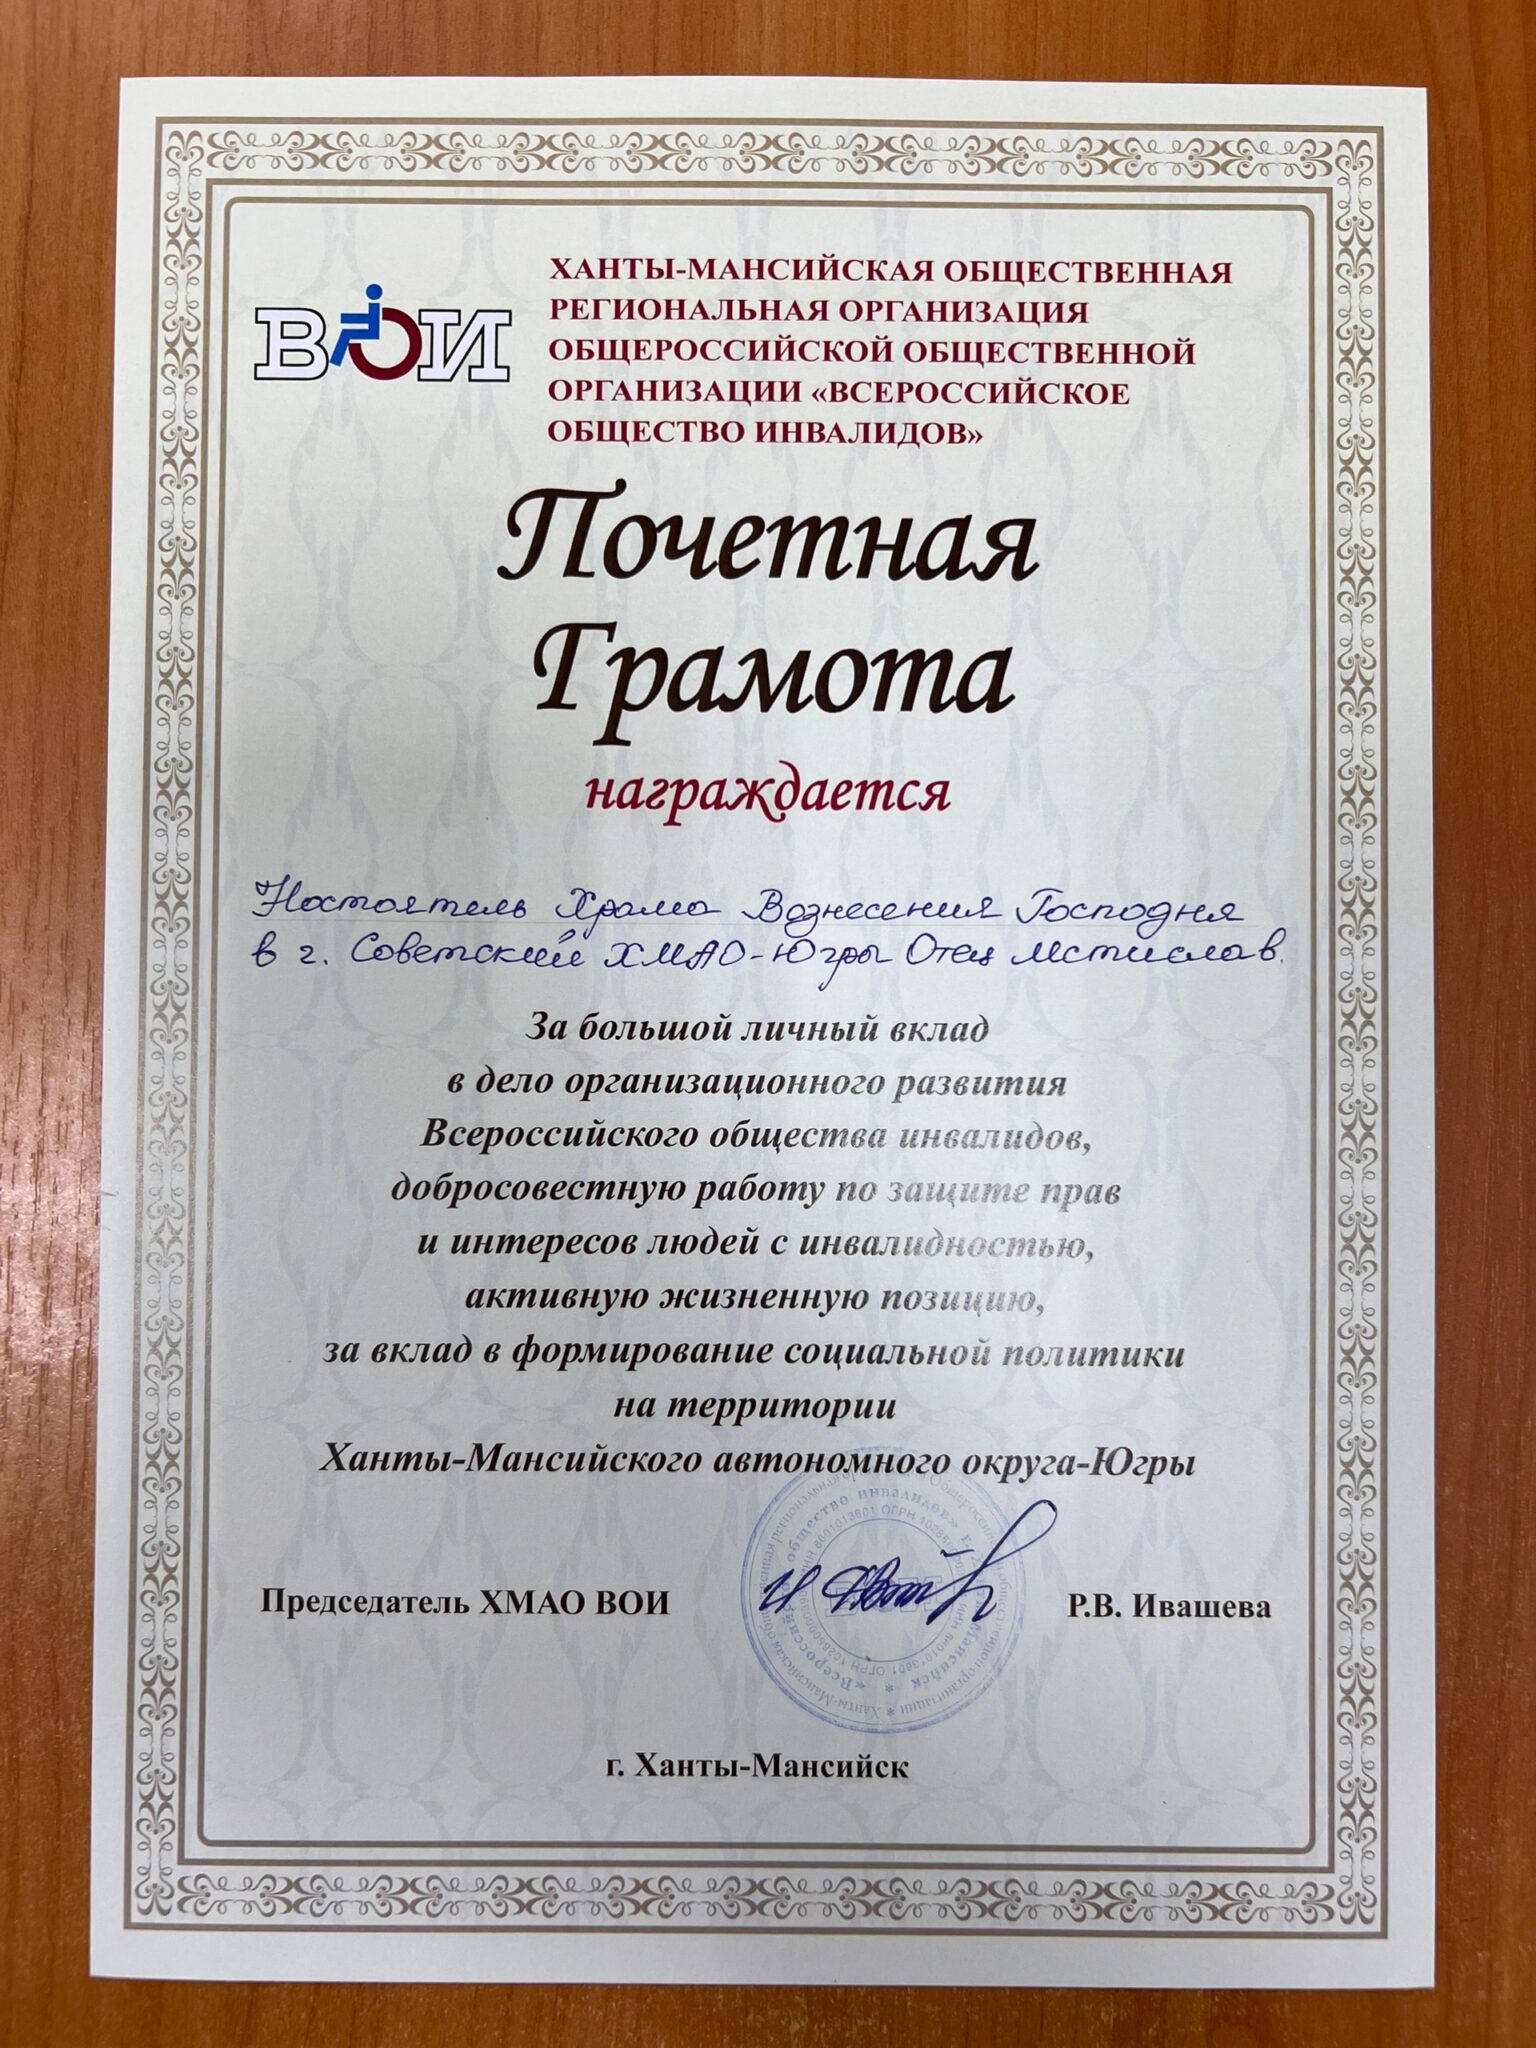 ВОИ
ХАНТЫ-МАНСИЙСКАЯ ОБЩЕСТВЕННАЯ
РЕГИОНАЛЬНАЯ ОРГАНИЗАЦИЯ
ОБЩЕРОССИЙСКОЙ ОБЩЕСТВЕННОЙ
ОРГАНИЗАЦИИ «ВСЕРОССИЙСКОЕ
ОБЩЕСТВО ИНВАЛИДОВ»
Почетная
Грамота
награждается
Настоятель Храма Вознесения Господня
в г. Советский ХМАО-Югры Отец Мстислав.
За большой личный вклад
в дело организационного развития
Всероссийского общества инвалидов,
добросовестную работу по защите прав
и интересов людей с инвалидностью,
активную жизненную позицию,
за вклад в формирование социальной политики
на территории
Ханты-Мансийского автономного округа-Югры
Председатель ХМАО ВОИ
Р.В. Ивашева
г. Ханты-Мансийск